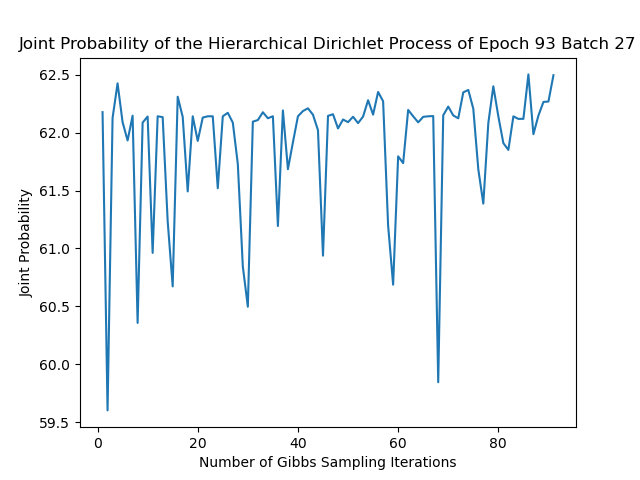 Joint Probability of the Hierarchical Dirichlet Process of Epoch 93 Batch 27
62.5
62.0
61.5
61.0
60.5
60.0
59.5
Joint Probability
0 20 40 60 80
Number of Gibbs Sampling Iterations